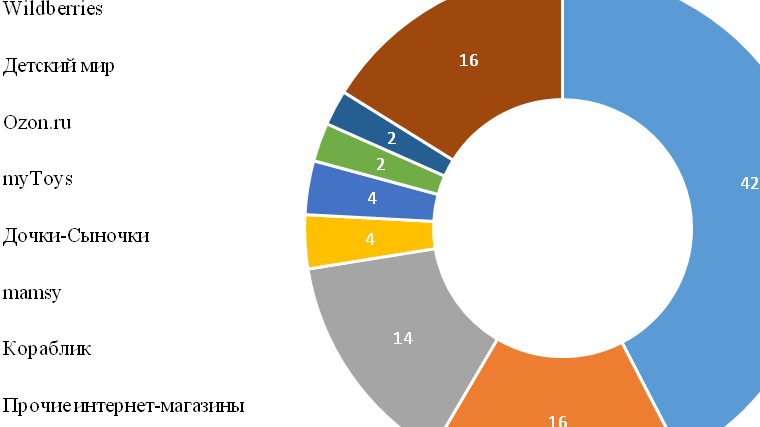 Wildberries
Детский мир
Ozon.ru
myToys
Дочки-Сыночки
mamsy
Кораблик
Прочие интернет-магазины
16
2
2
4
4
14
16
42